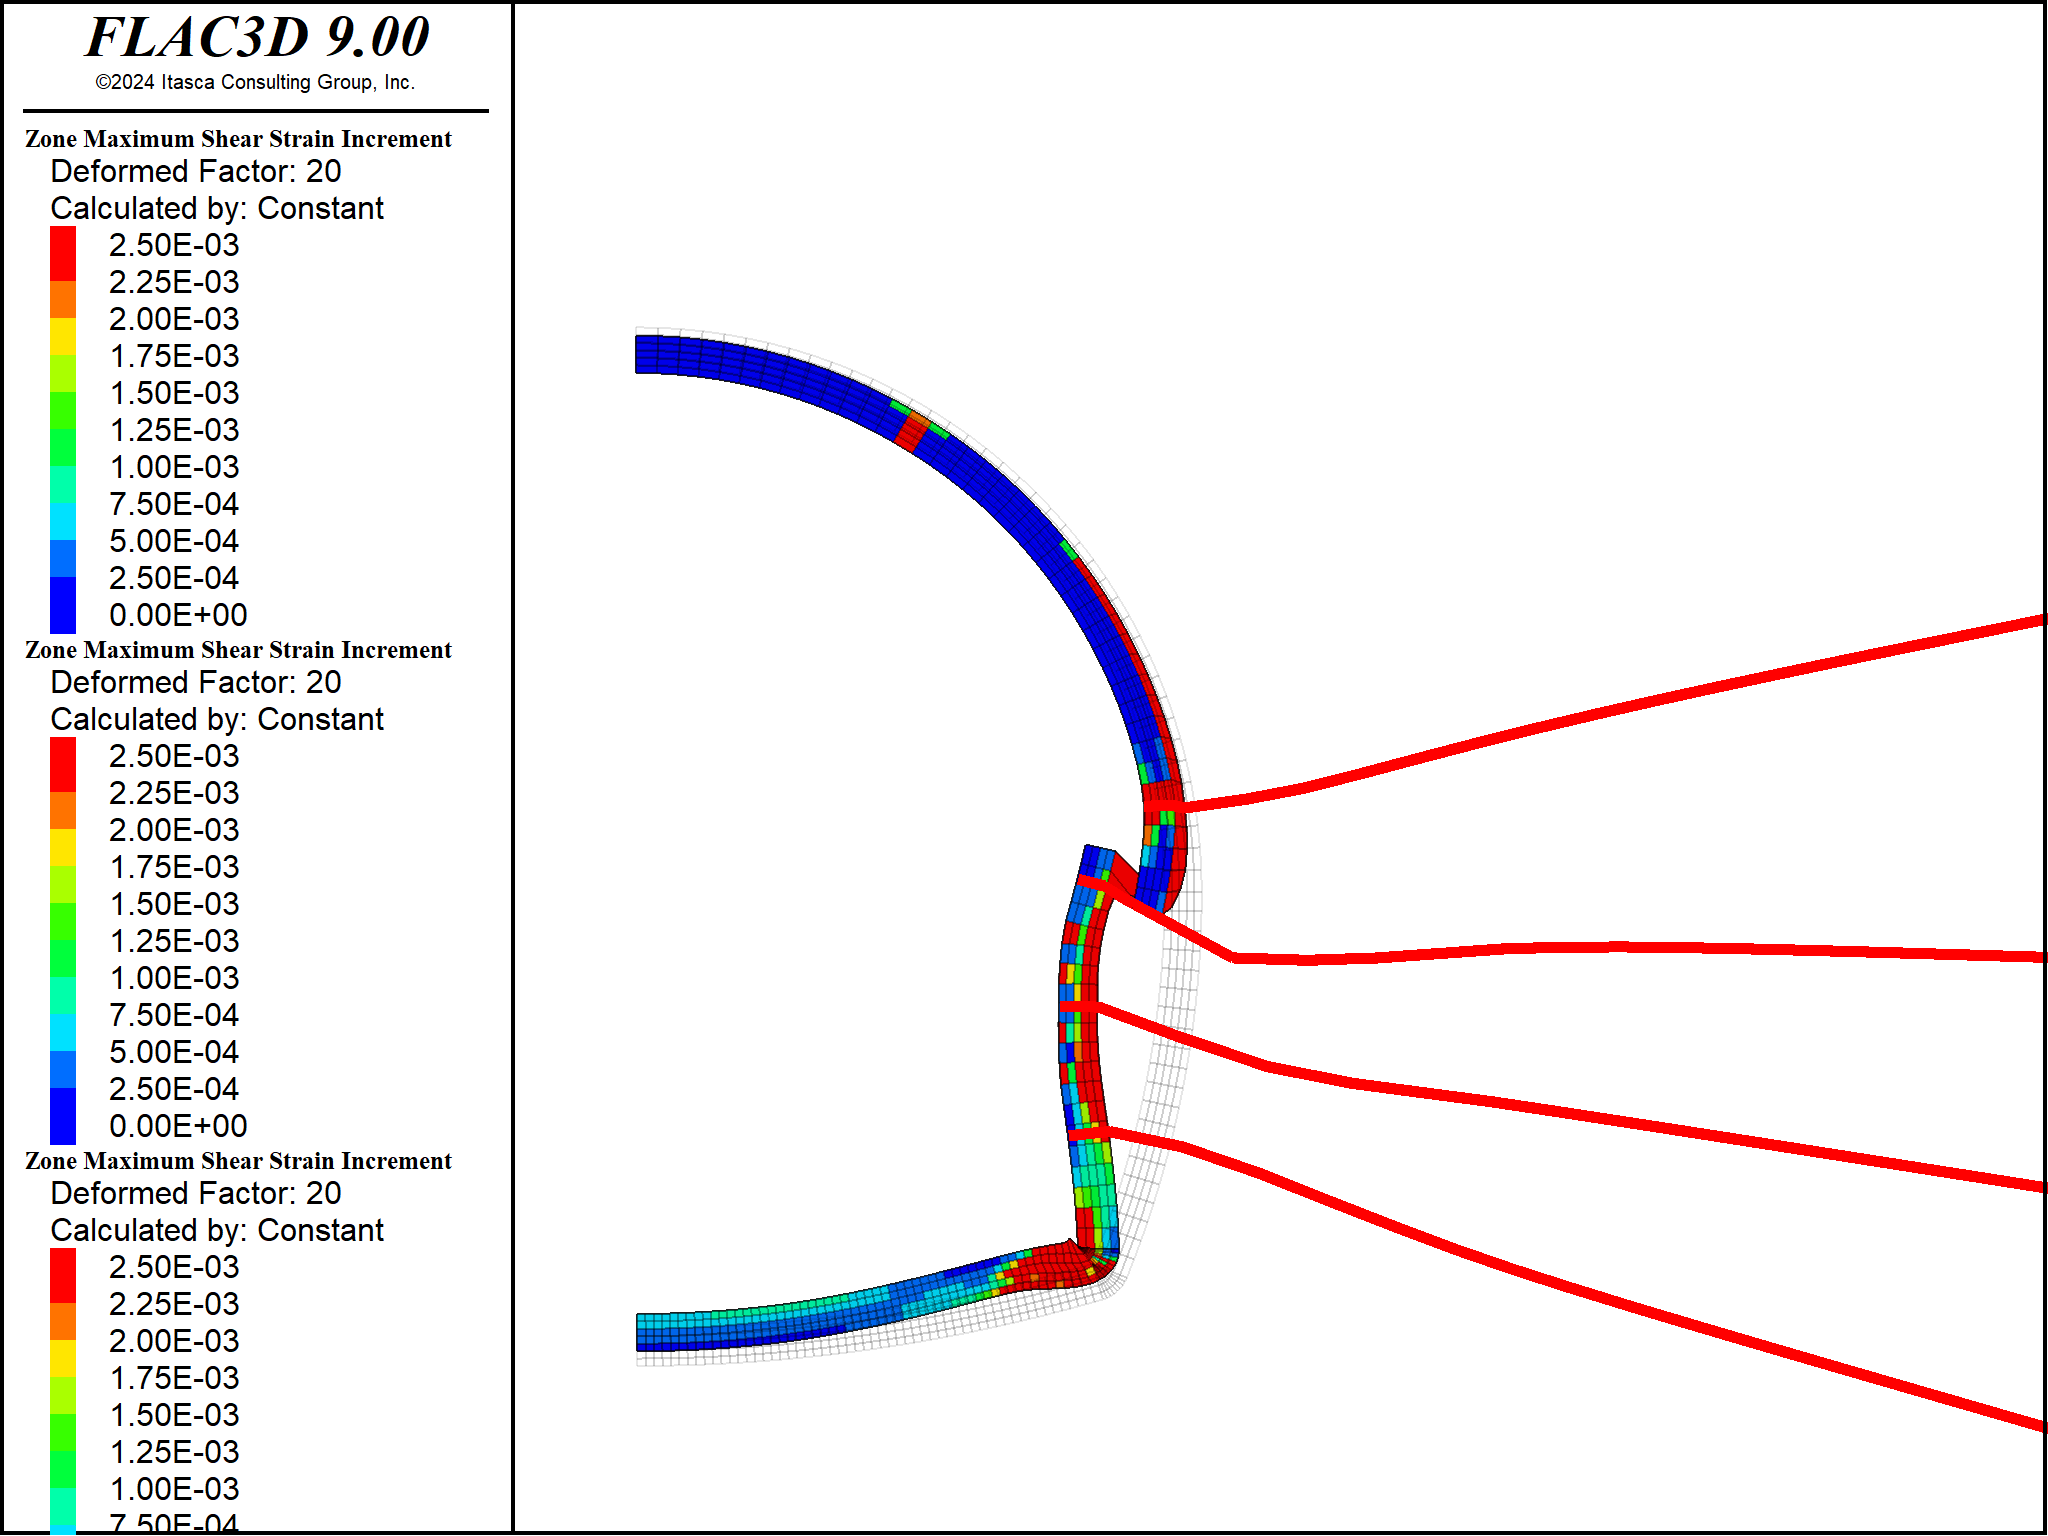 FLAC3D 9.00
©2024 Itasca Consulting Group, Inc.
Zone Maximum Shear Strain Increment
Deformed Factor: 20
Calculated by: Constant
2.50E-03
2.25E-03
2.00E-03
1.75E-03
1.50E-03
1.25E-03
1.00E-03
7.50E-04
5.00E-04
2.50E-04
0.00E+00
Zone Maximum Shear Strain Increment
Deformed Factor: 20
Calculated by: Constant
2.50E-03
2.25E-03
2.00E-03
1.75E-03
1.50E-03
1.25E-03
1.00E-03
7.50E-04
5.00E-04
2.50E-04
0.00E+00
Zone Maximum Shear Strain Increment
Deformed Factor: 20
Calculated by: Constant
2.50E-03
2.25E-03
2.00E-03
1.75E-03
1.50E-03
1.25E-03
1.00E-03
7.50E-04